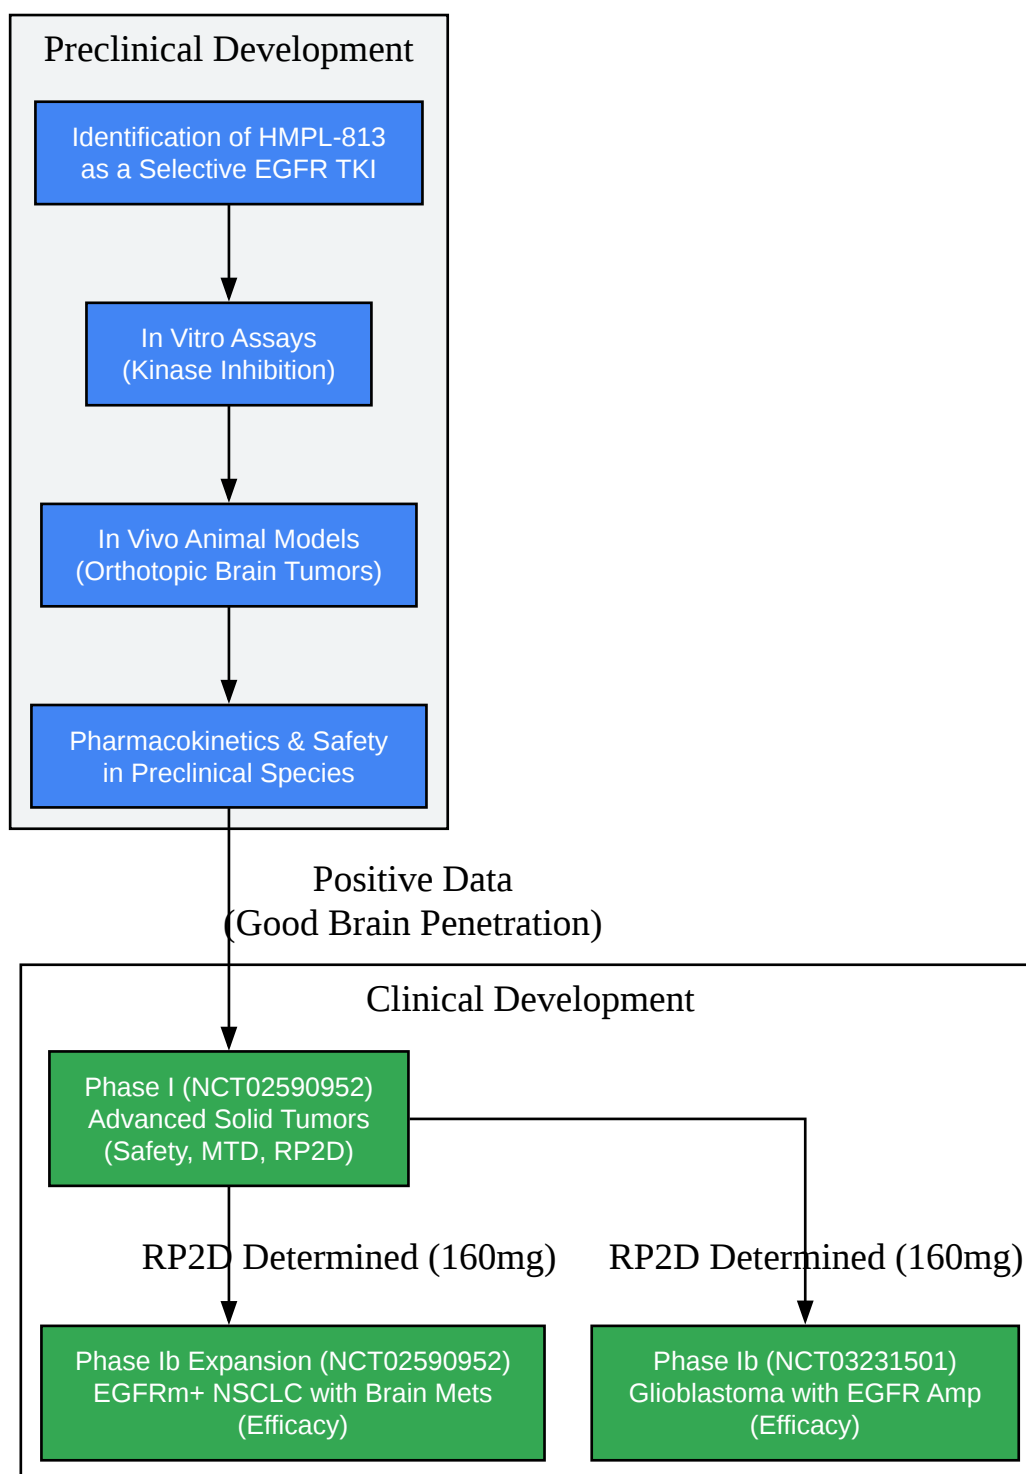 Preclinical Development
Identification of HMPL-813
as a Selective EGFR TKI
In Vitro Assays
(Kinase Inhibition)
In Vivo Animal Models
(Orthotopic Brain Tumors)
Pharmacokinetics & Safety
in Preclinical Species
Positive Data
(Good Brain Penetration)
Clinical Development
Phase I (NCT02590952)
Advanced Solid Tumors
(Safety, MTD, RP2D)
RP2D Determined (160mg)
RP2D Determined (160mg)
Phase Ib Expansion (NCT02590952)
EGFRm+ NSCLC with Brain Mets
(Efficacy)
Phase Ib (NCT03231501)
Glioblastoma with EGFR Amp
(Efficacy)